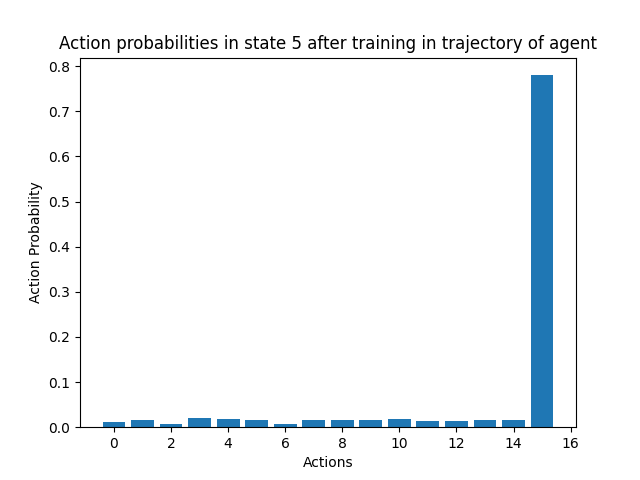 Action probabilities in state 5 after training in trajectory of agent
0.8
0.7
0.6
0.5
0.4
0.3
0.2
0.1
0.0
Action Probability
0 2 4 6 8 10 12 14 16
Actions